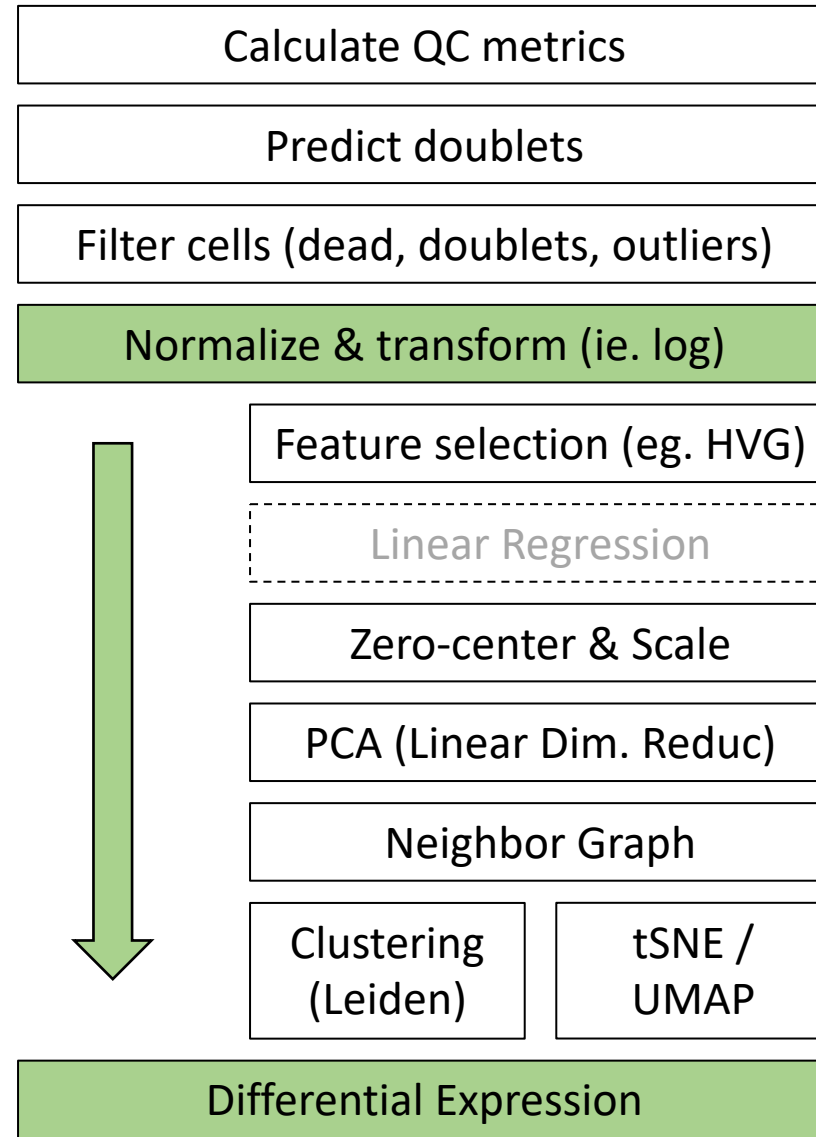 Calculate QC metrics
Predict doublets
Filter cells (dead, doublets, outliers)
Normalize & transform (ie. log)
Feature selection (eg. HVG)
Linear Regression
Zero-center & Scale
PCA (Linear Dim. Reduc)
Neighbor Graph
Clustering
(Leiden)
tSNE /
UMAP
Differential Expression